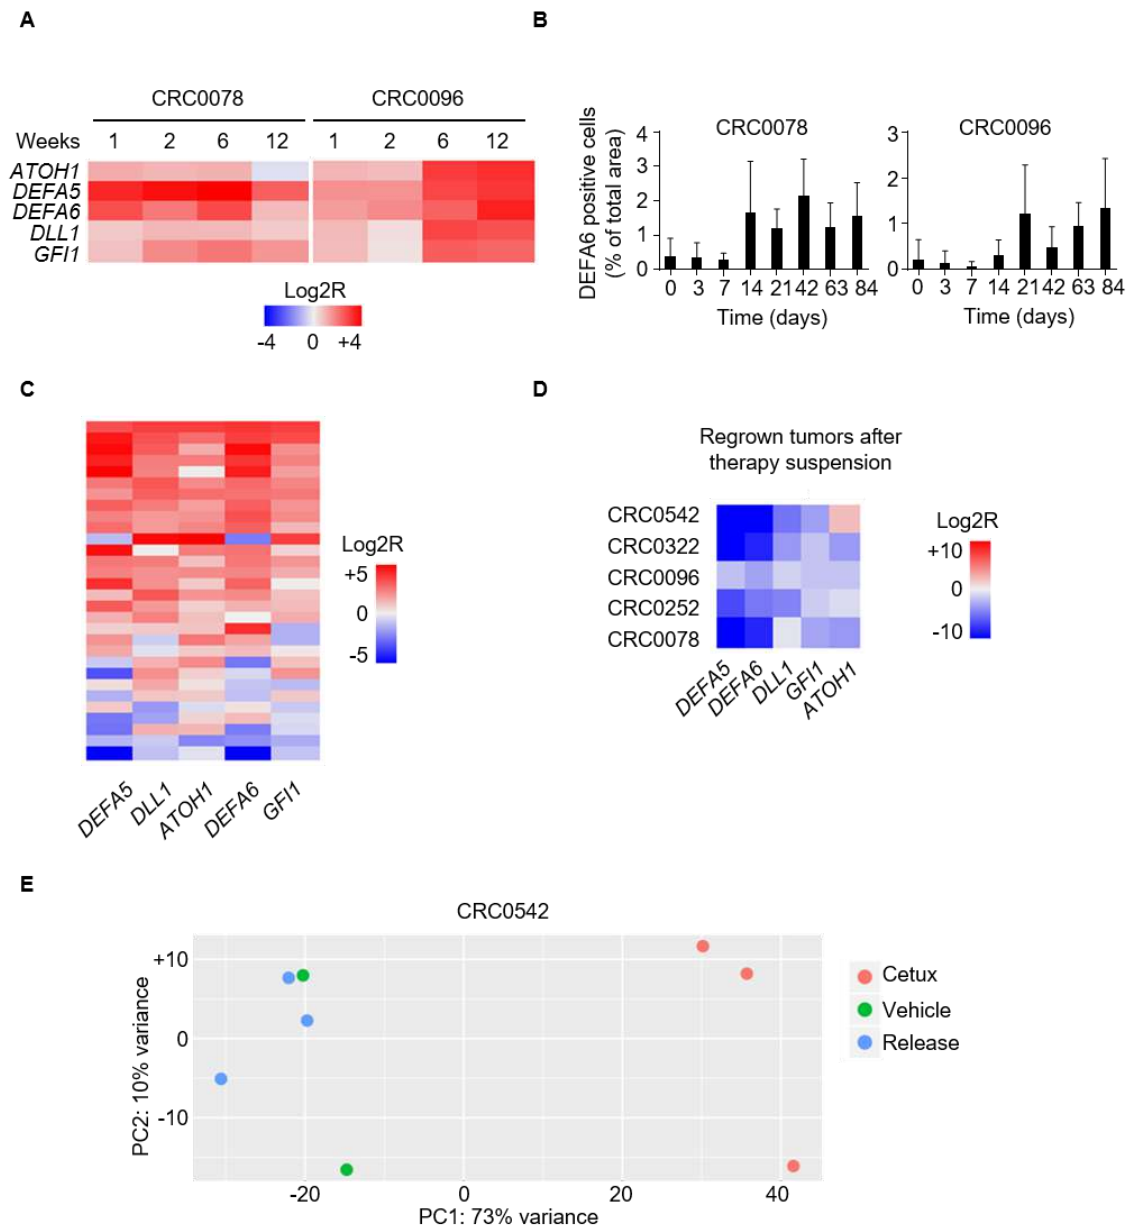 A
CRC0078 CRC0096
Weeks 1 2 6 12 1 2 6 12
ATOH1
DEFA5
DEFA6
DLL1
GFI1
Log2R
-4 0 +4
B
DEFA6 positive cells
(% of total area)
CRC0078
4
3
2
1
0
0 3 7 14 21 42 63 84
Time (days)
CRC0096
3
2
1
0
0 3 7 14 21 42 63 84
Time (days)
C
Log2R
+5
0
-5
DEFA5 DLL1 ATOH1 DEFA6 GFI1
D
Regrown tumors after
therapy suspension
CRC0542
CRC0322
CRC0096
CRC0252
CRC0078
DEFA5 DEFA6 DLL1 GFI1 ATOH1
Log2R
+10
0
-10
E
CRC0542
PC2: 10% variance
+10
0
-10
-20 0 20 40
PC1: 73% variance
Cetux
Vehicle
Release